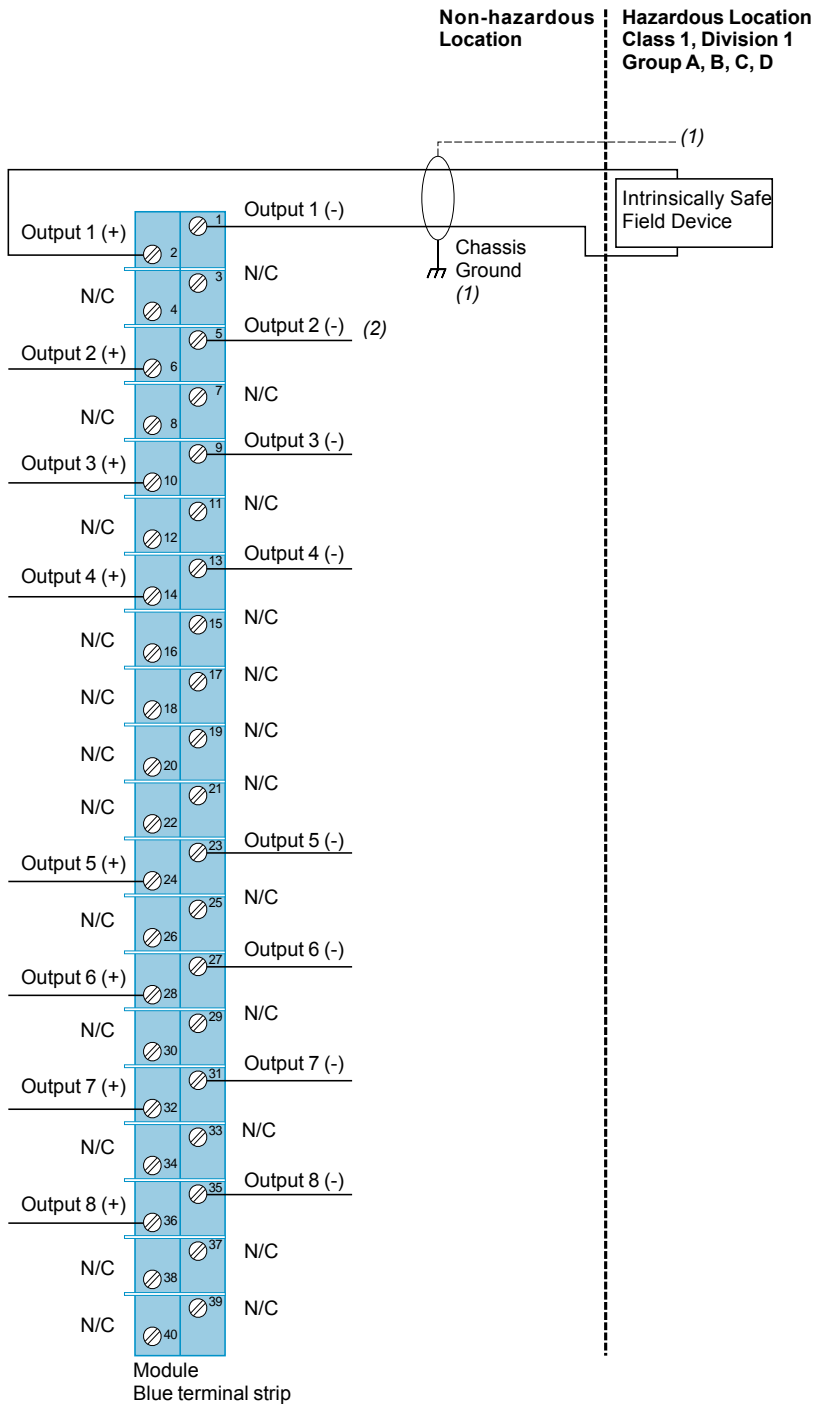 Non-hazardous
Location
Hazardous Location
Class 1, Division 1
Group A, B, C, D
(1)
Intrinsically Safe
Field Device
Output 1 (-)
1
Output 1 (+)
2
Chassis
Ground
(1)
3
N/C
N/C
4
5
Output 2 (-)
(2)
Output 2 (+)
6
7
N/C
N/C
8
9
Output 3 (-)
Output 3 (+)
10
11
N/C
N/C
12
13
Output 4 (-)
Output 4 (+)
14
15
N/C
N/C
16
17
N/C
N/C
18
19
N/C
N/C
20
21
N/C
N/C
22
23
Output 5 (-)
Output 5 (+)
24
25
N/C
N/C
26
27
Output 6 (-)
Output 6 (+)
28
29
N/C
N/C
30
31
Output 7 (-)
Output 7 (+)
32
33
N/C
N/C
34
35
Output 8 (-)
Output 8 (+)
36
37
N/C
N/C
38
39
N/C
N/C
40
Module
Blue terminal strip